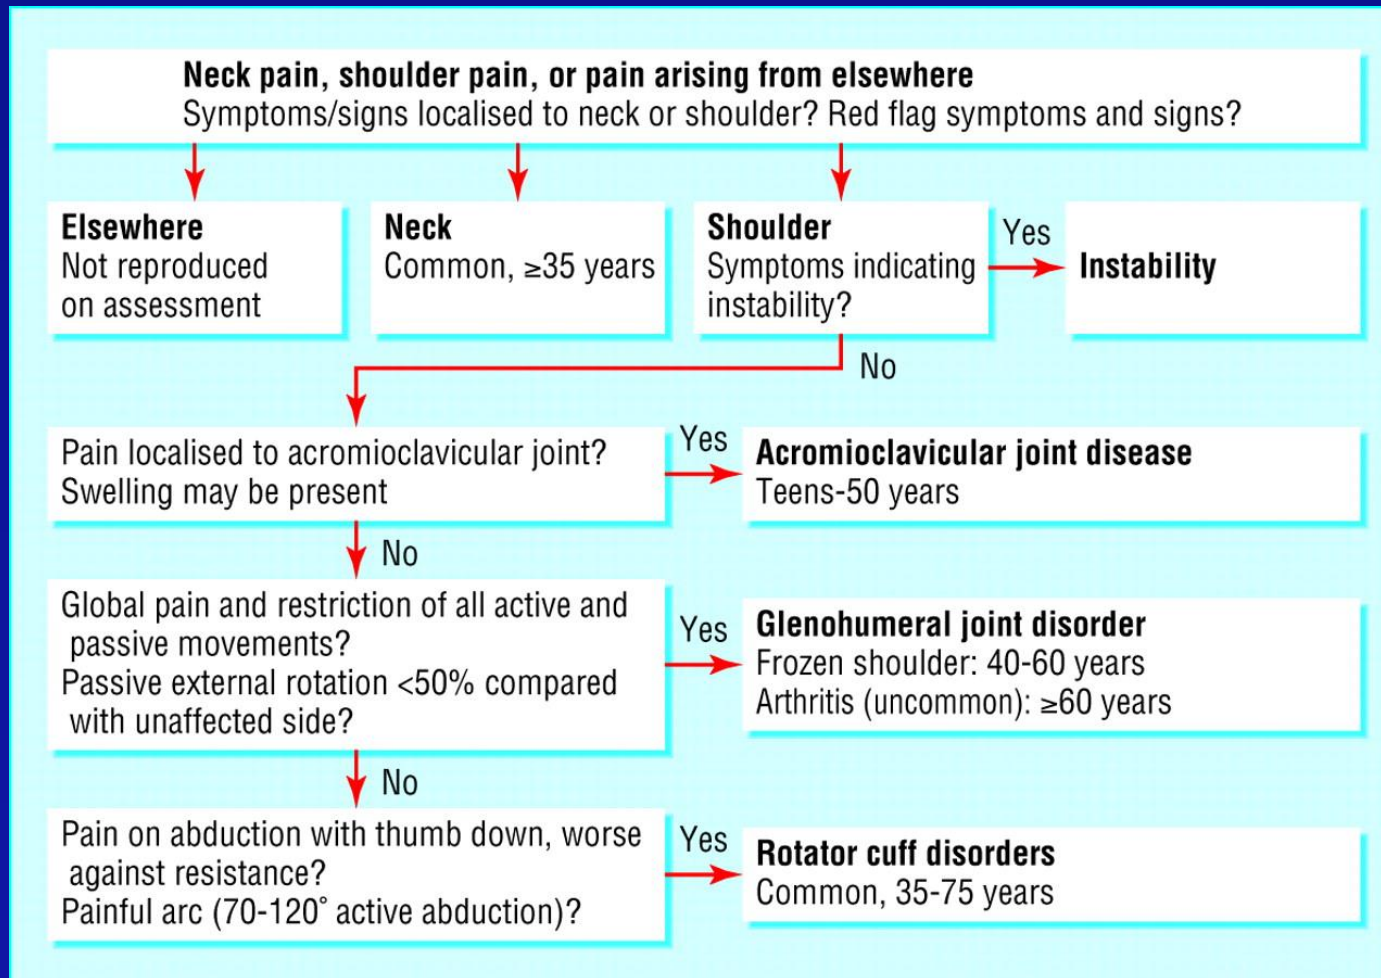 Neck pain, shoulder pain, or pain arising from elsewhere
Symptoms/signs localised to neck or shoulder? Red flag symptoms and signs?
Elsewhere
Not reproduced
on assessment
Neck
Common, ≥35 years
Shoulder
Symptoms indicating
instability?
Yes
Instability
No
Pain localised to acromioclavicular joint?
Swelling may be present
Yes
Acromioclavicular joint disease
Teens-50 years
No
Global pain and restriction of all active and
passive movements?
Passive external rotation <50% compared
with unaffected side?
Yes
Glenohumeral joint disorder
Frozen shoulder: 40-60 years
Arthritis (uncommon): ≥60 years
No
Pain on abduction with thumb down, worse
against resistance?
Painful arc (70-120° active abduction)?
Yes
Rotator cuff disorders
Common, 35-75 years